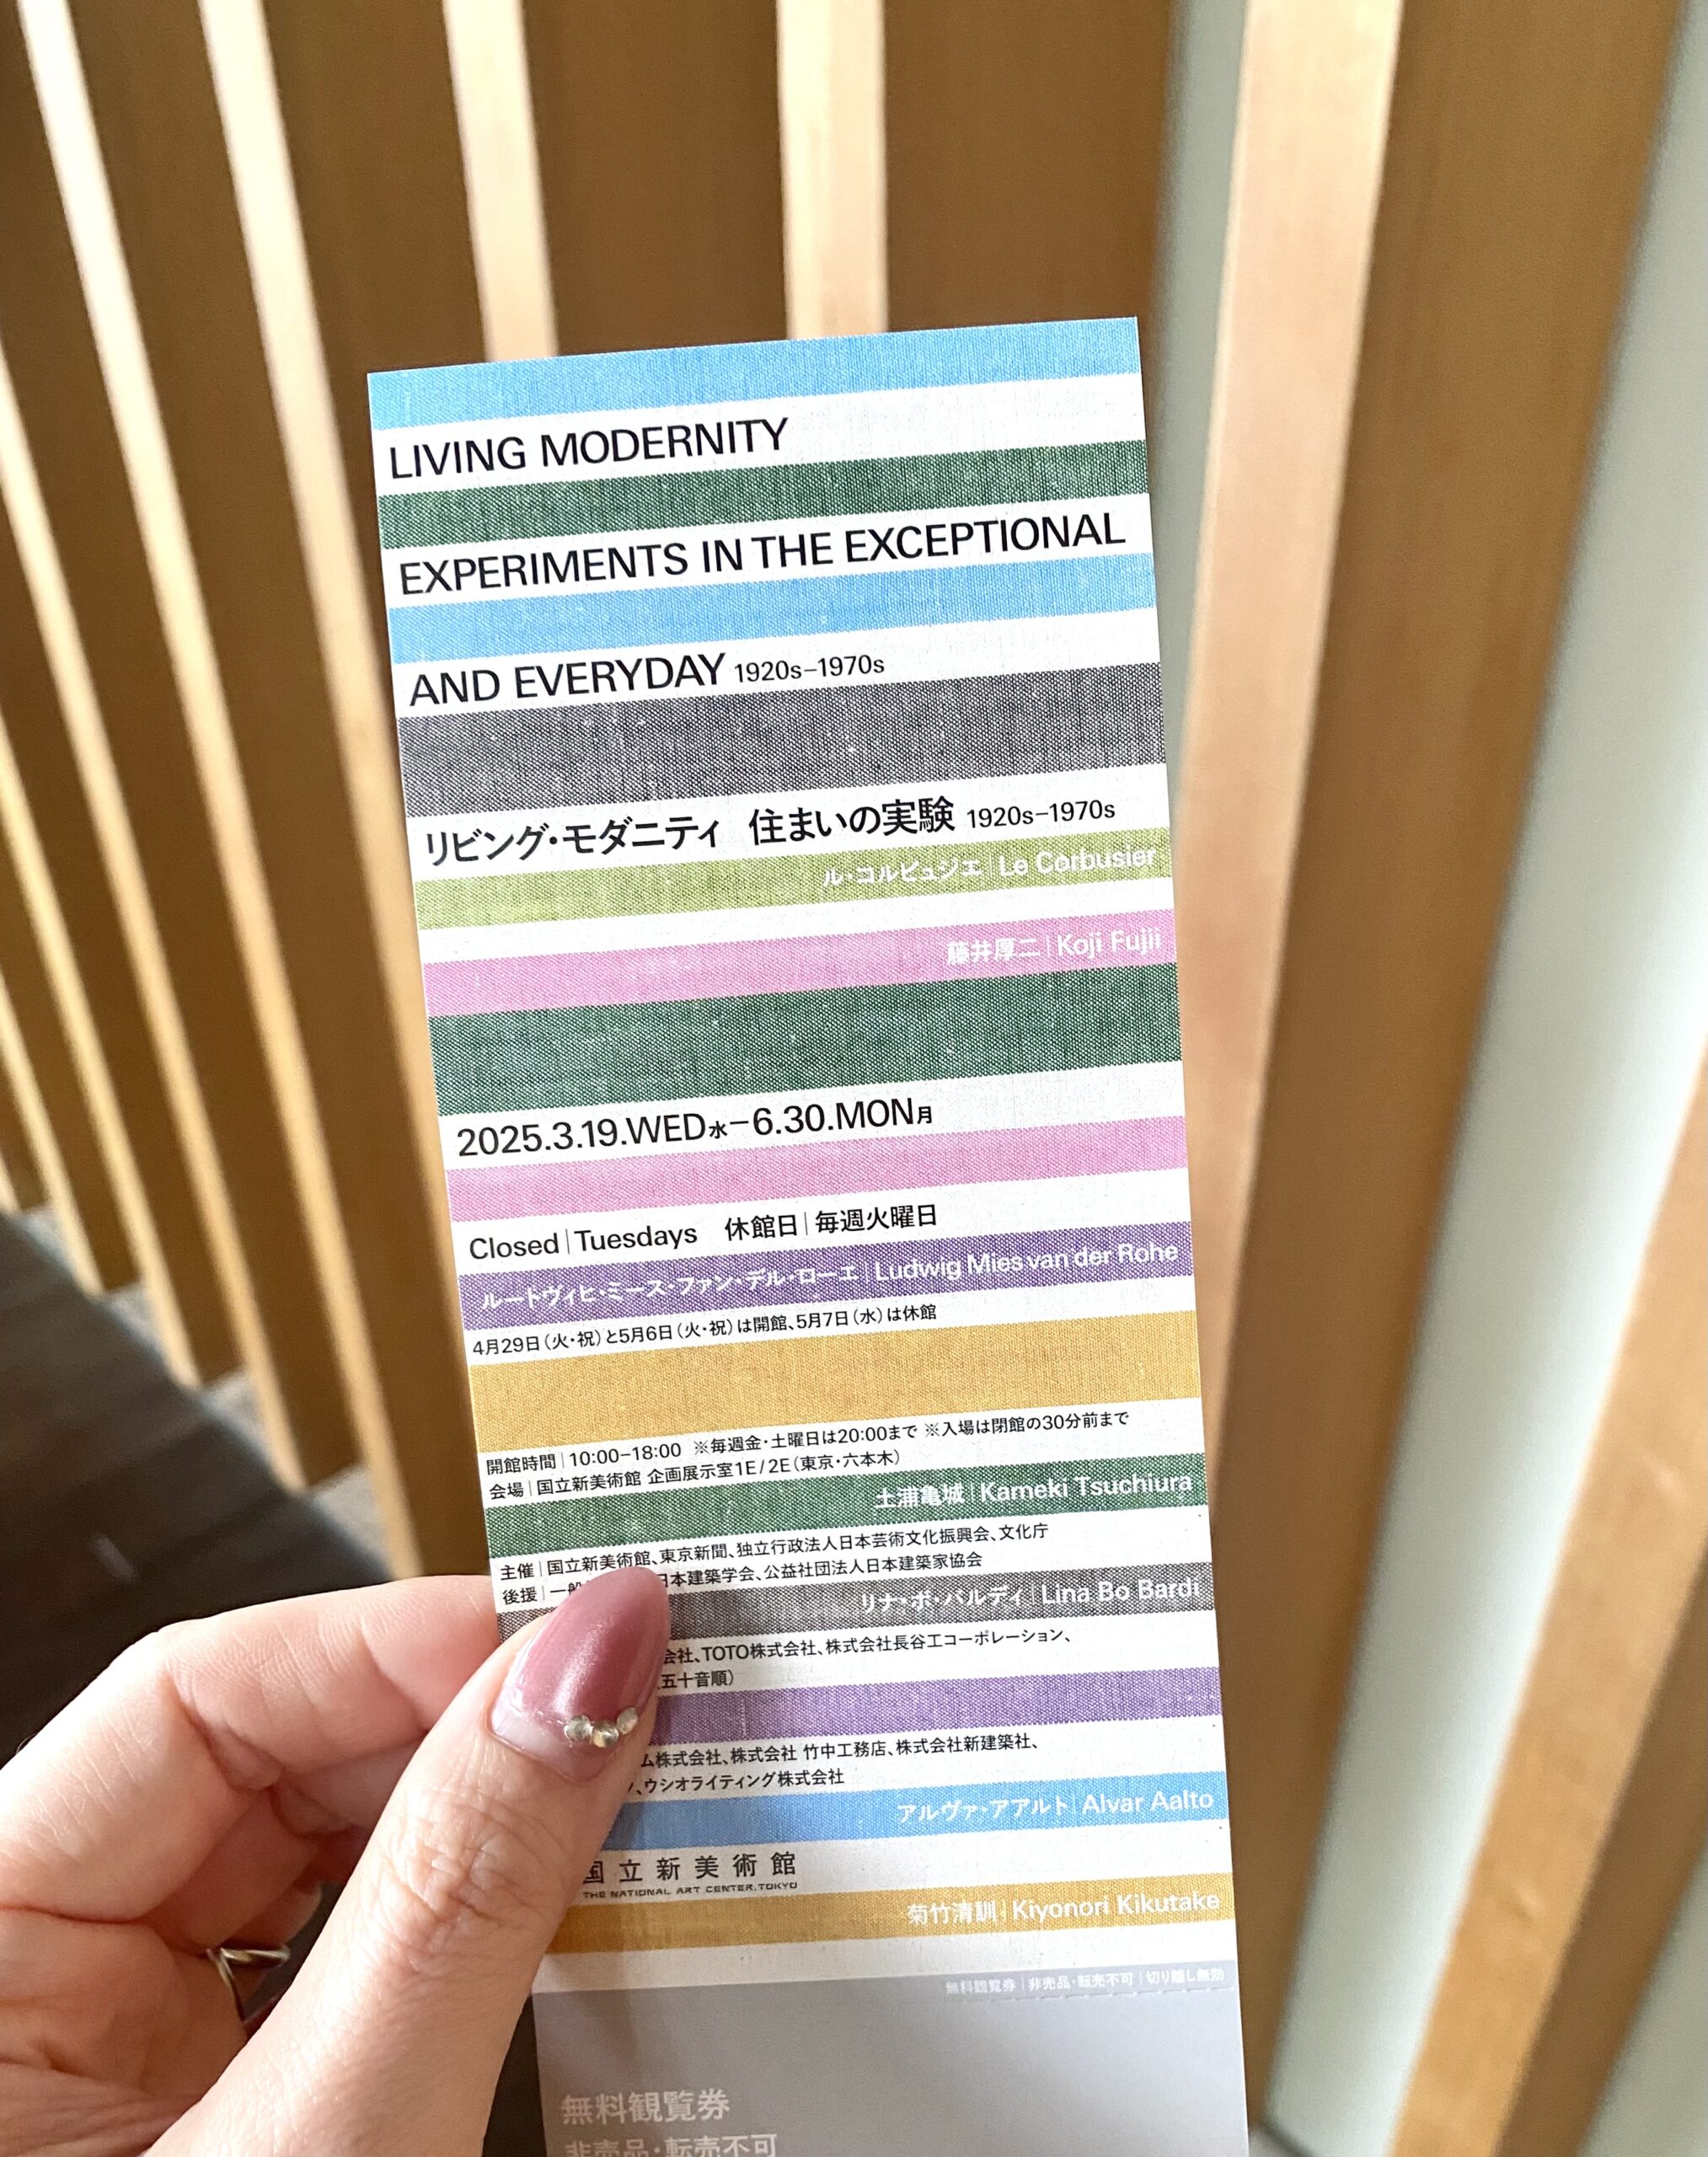 LIVING MODERNITY
EXPERIMENTS IN THE EXCEPTIONAL
AND EVERYDAY 1920s–1970s
リビング・モダニティ 住まいの実験 1920s–1970s
ル・コルビュジエ | Le Corbusier
藤井厚二 | Koji Fujii
2025.3.19.WED水–6.30.MON月
Closed | Tuesdays 休館日 | 毎週火曜日
ルートヴィヒ・ミース・ファン・デル・ローエ | Ludwig Mies van der Rohe
4月29日(火・祝)と5月6日(火・祝)は開館、5月7日(水)は休館
開館時間 | 10:00–18:00 ※毎週金・土曜日は20:00まで ※入場は閉館の30分前まで
会場 | 国立新美術館 企画展示室1E/2E(東京・六本木)
土浦亀城 | Kameki Tsuchiura
主催 | 国立新美術館、東京新聞、独立行政法人日本芸術文化振興会、文化庁
後援 | 一般 日本建築学会、公益社団法人日本建築家協会
リナ・ボ・バルディ | Lina Bo Bardi
会社、TOTO株式会社、株式会社長谷工コーポレーション、
五十音順)
ム株式会社、株式会社 竹中工務店、株式会社新建築社、
、ウシオライティング株式会社
アルヴァ・アアルト | Alvar Aalto
国立新美術館
THE NATIONAL ART CENTER, TOKYO
菊竹清訓 | Kiyonori Kikutake
無料観覧券 | 非売品・転売不可 | 切り離し無効
無料観覧券
非売品・転売不可